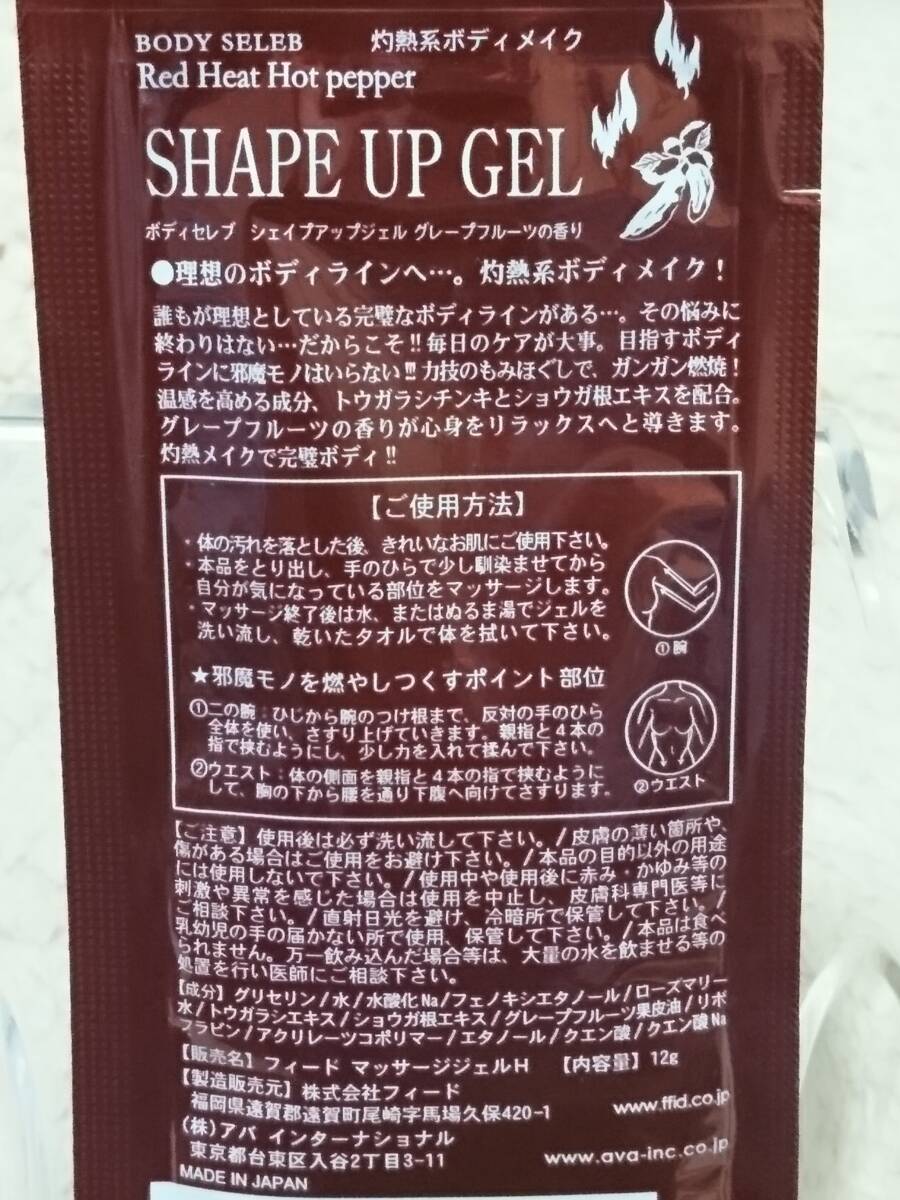 BODY SELEB 灼熱系ボディメイク
Red Heat Hot pepper
SHAPE UP GEL
ボディセレブ シェイプアップジェル グレープフルーツの香り
●理想のボディラインへ…。灼熱系ボディメイク！
誰もが理想としている完璧なボディラインがある…。その悩みに
終わりはない…だからこそ!!毎日のケアが大事。目指すボディ
ラインに邪魔モノはいらない!!!力技のもみほぐしで、ガンガン燃焼！
温感を高める成分、トウガラシチンキとショウガ根エキスを配合。
グレープフルーツの香りが心身をリラックスへと導きます。
灼熱メイクで完璧ボディ!!
【ご使用方法】
・体の汚れを落とした後、きれいなお肌にご使用下さい。
・本品をとり出し、手のひらで少し馴染ませてから
自分が気になっている部位をマッサージします。
・マッサージ終了後は水、またはぬるま湯でジェルを
洗い流し、乾いたタオルで体を拭いて下さい。
①腕
★邪魔モノを燃やしつくすポイント部位
①二の腕：ひじから腕のつけ根まで、反対の手のひら
全体を使い、さすり上げていきます。親指と4本の
指で挟むようにし、少し力を入れて揉んで下さい。
②ウエスト：体の側面を親指と4本の指で挟むように
して、胸の下から腰を通り下腹へ向けてさすります。
②ウエスト
【ご注意】使用後は必ず洗い流して下さい。/皮膚の薄い箇所や、
傷がある場合はご使用をお避け下さい。/本品の目的以外の用途
には使用しないで下さい。/使用中や使用後に赤み・かゆみ等の
刺激や異常を感じた場合は使用を中止し、皮膚科専門医等に
ご相談下さい。/直射日光を避け、冷暗所で保管して下さい。/
乳幼児の手の届かない所で使用、保管して下さい。/本品は食べ
られません。万一飲み込んだ場合等は、大量の水を飲ませる等の
処置を行い医師にご相談下さい。
【成分】グリセリン/水/水酸化Na/フェノキシエタノール/ローズマリー
水/トウガラシエキス/ショウガ根エキス/グレープフルーツ果皮油/リボ
フラビン/アクリレーツコポリマー/エタノール/クエン酸/クエン酸Na
【販売名】フィード マッサージジェルH 【内容量】12g
【製造販売元】株式会社フィード
福岡県遠賀郡遠賀町尾崎字馬場久保420-1 www.ffid.co.jp
(株)アバ インターナショナル
東京都台東区入谷2丁目3-11 www.ava-inc.co.jp
MADE IN JAPAN